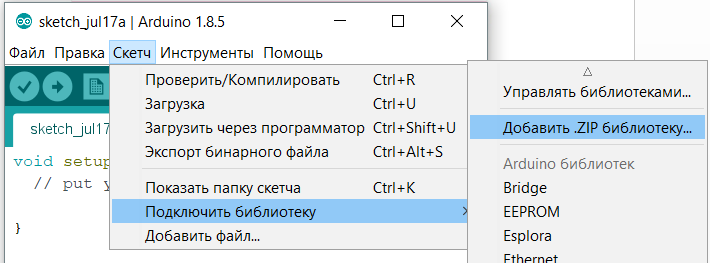 sketch_jul17a | Arduino 1.8.5
Файл Правка Скетч Инструменты Помощь
sketch_jul17
void setup
// put y
}
Проверить/Компилировать Ctrl+R
Загрузка Ctrl+U
Загрузить через программатор Ctrl+Shift+U
Экспорт бинарного файла Ctrl+Alt+S
Показать папку скетча Ctrl+K
Подключить библиотеку
Добавить файл...
Управлять библиотеками...
Добавить .ZIP библиотеку...
Arduino библиотек
Bridge
EEPROM
Esplora
Ethernet